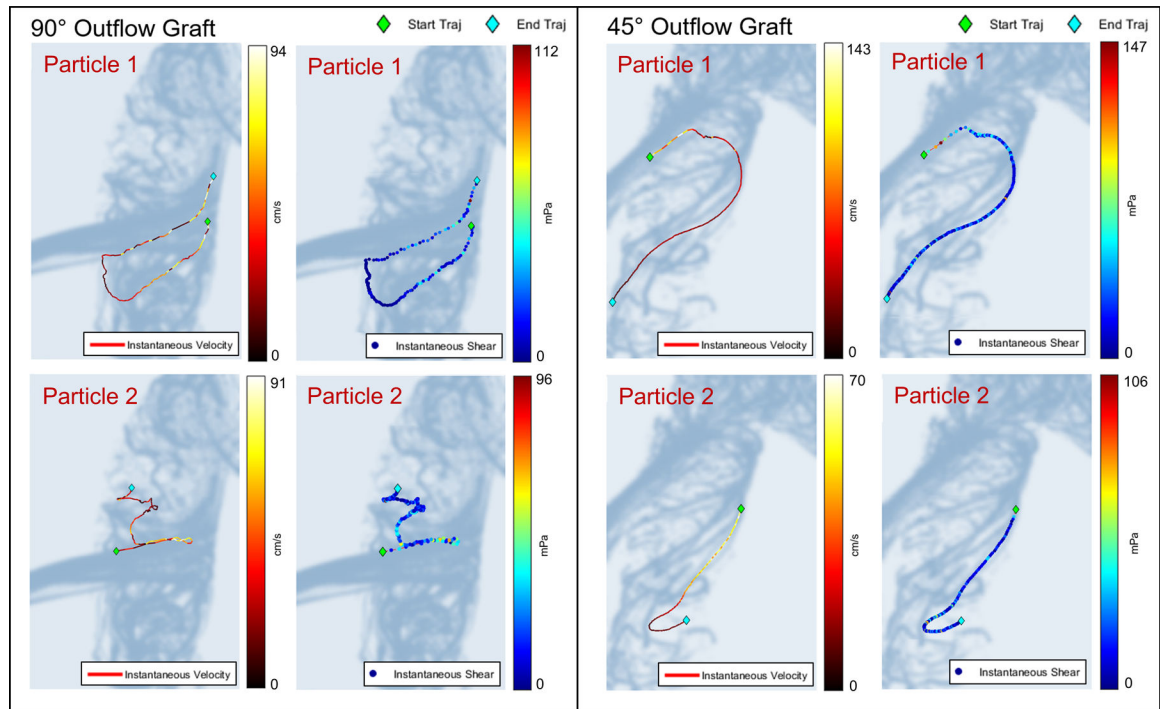 90° Outflow Graft
Start Traj
End Traj
Particle 1
94
cm/s
0
Instantaneous Velocity
Particle 1
112
mPa
0
Instantaneous Shear
Particle 2
91
cm/s
0
Instantaneous Velocity
Particle 2
96
mPa
0
Instantaneous Shear
45° Outflow Graft
Start Traj
End Traj
Particle 1
143
cm/s
0
Instantaneous Velocity
Particle 1
147
mPa
0
Instantaneous Shear
Particle 2
70
cm/s
0
Instantaneous Velocity
Particle 2
106
mPa
0
Instantaneous Shear